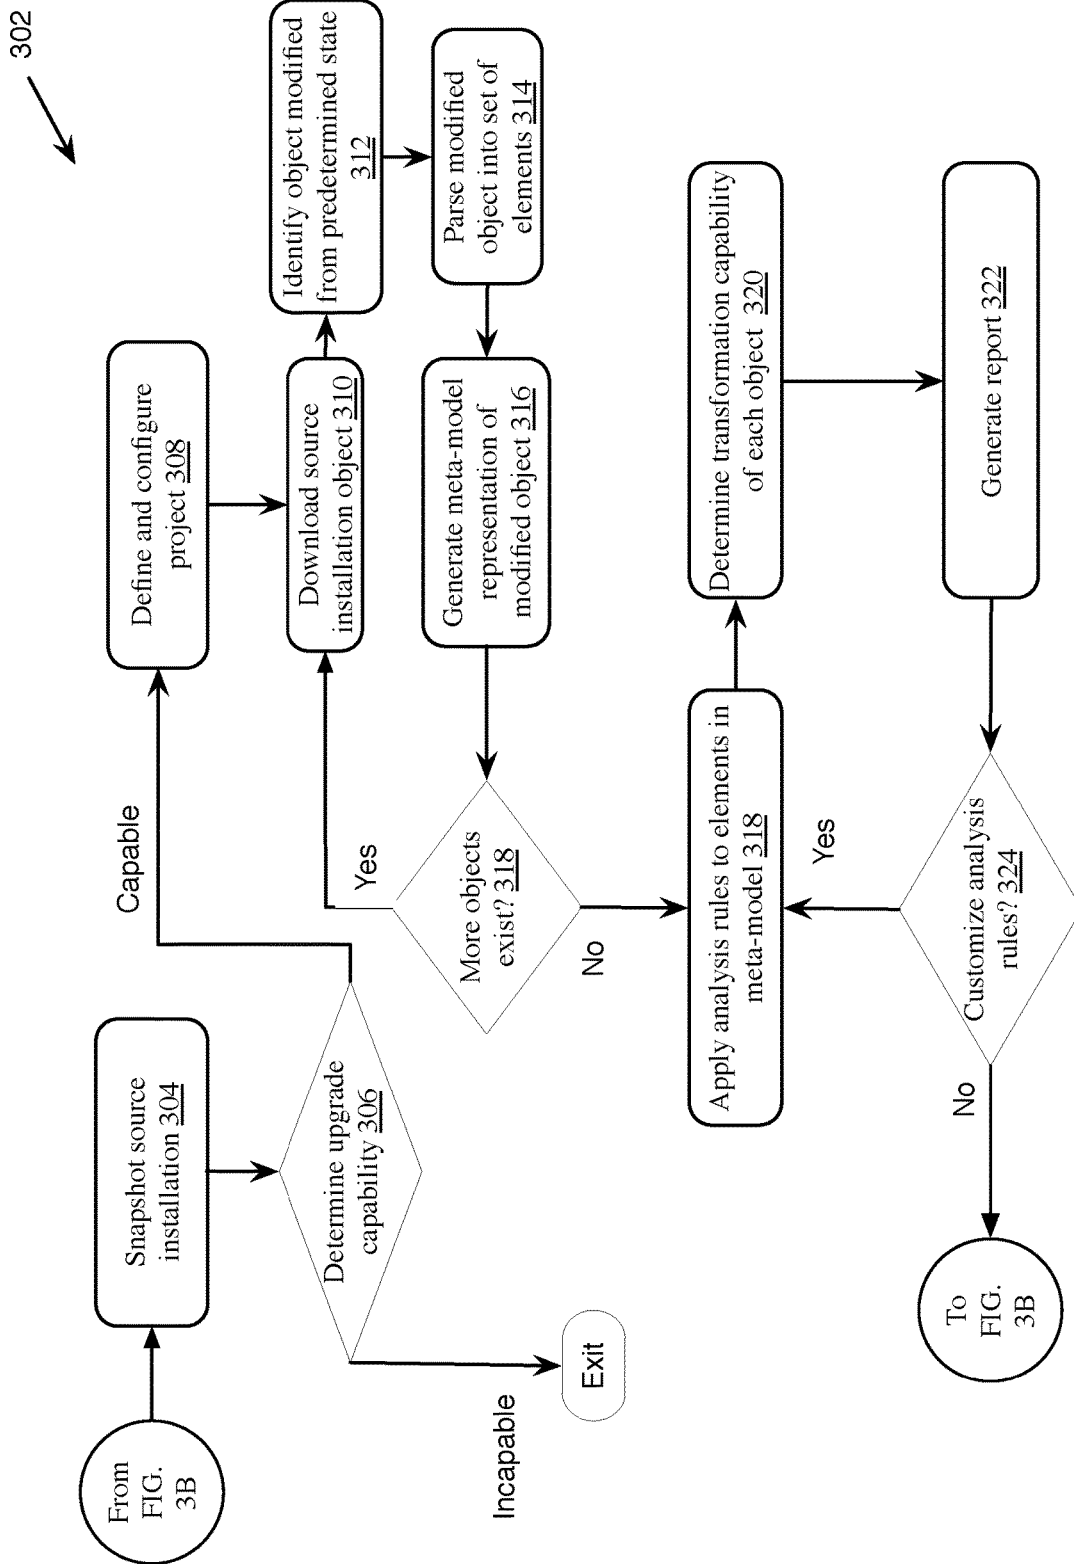 302
From
FIG.
3B
Snapshot source
installation 304
Determine upgrade
capability 306
Incapable
Exit
Capable
Define and configure
project 308
Download source
installation object 310
Identify object modified
from predetermined state
312
Parse modified
object into set of
elements 314
Generate meta-model
representation of
modified object 316
More objects
exist? 318
Yes
No
Apply analysis rules to elements in
meta-model 318
Determine transformation capability
of each object 320
Generate report 322
Customize analysis
rules? 324
Yes
No
To
FIG.
3B